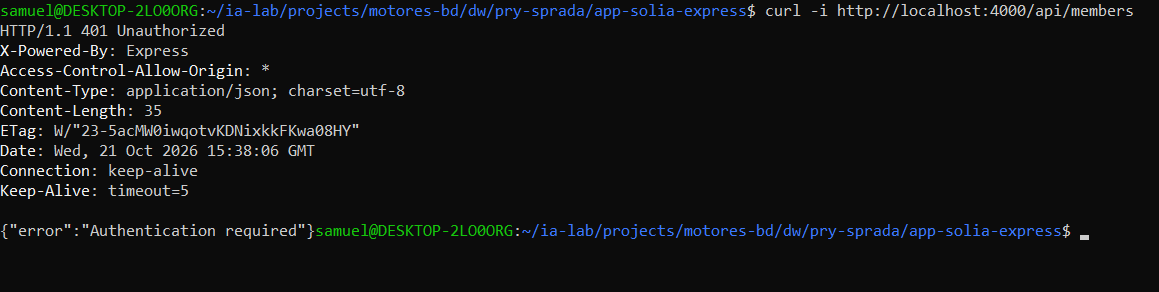 samuel@DESKTOP-2LO0ORG:~/ia-lab/projects/motores-bd/dw/pry-sprada/app-solia-express$ curl -i http://localhost:4000/api/members
HTTP/1.1 401 Unauthorized
X-Powered-By: Express
Access-Control-Allow-Origin: *
Content-Type: application/json; charset=utf-8
Content-Length: 35
ETag: W/"23-5acMW0iwqotvKDNixkkFKwa08HY"
Date: Wed, 21 Oct 2026 15:38:06 GMT
Connection: keep-alive
Keep-Alive: timeout=5

{"error":"Authentication required"}samuel@DESKTOP-2LO0ORG:~/ia-lab/projects/motores-bd/dw/pry-sprada/app-solia-express$